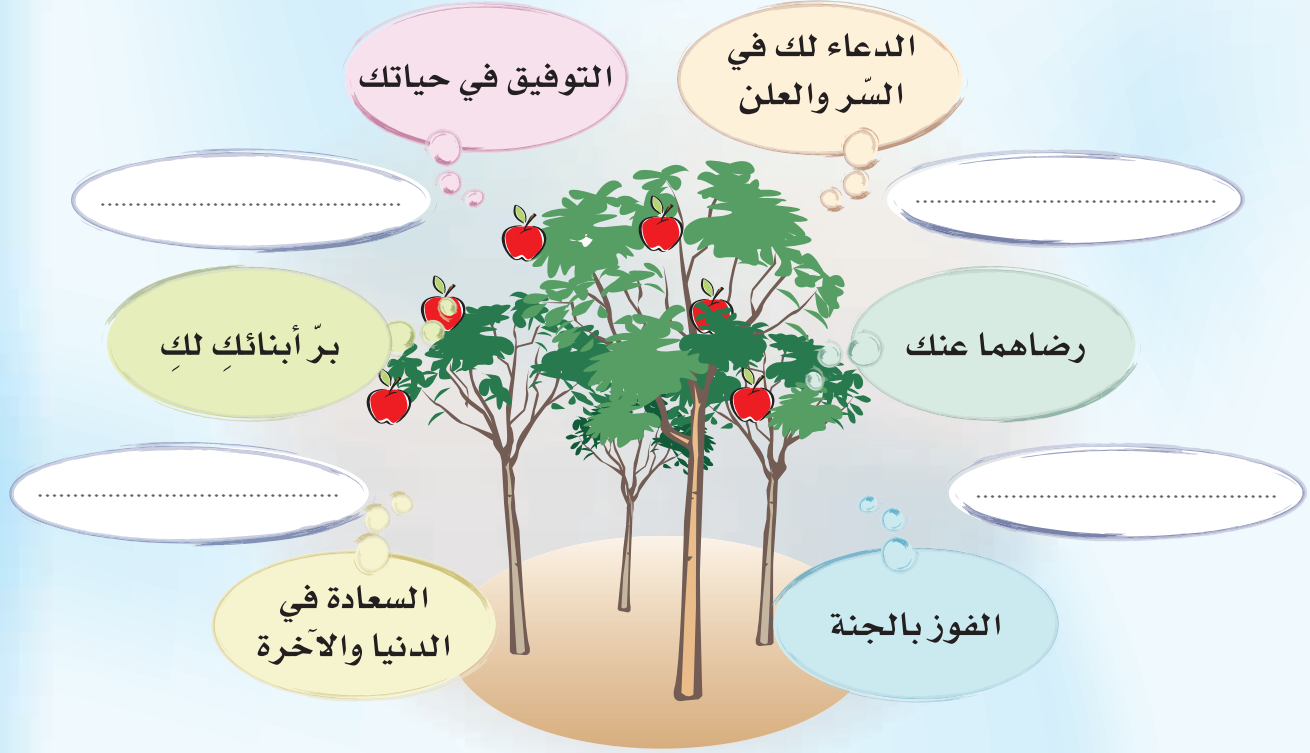 الدعاء لك في
السّر والعلن
التوفيق في حياتك
................................................
................................................
رضاهما عنك
برّ أبنائكِ لكِ
................................................
................................................
الفوز بالجنة
السعادة في
الدنيا والآخرة